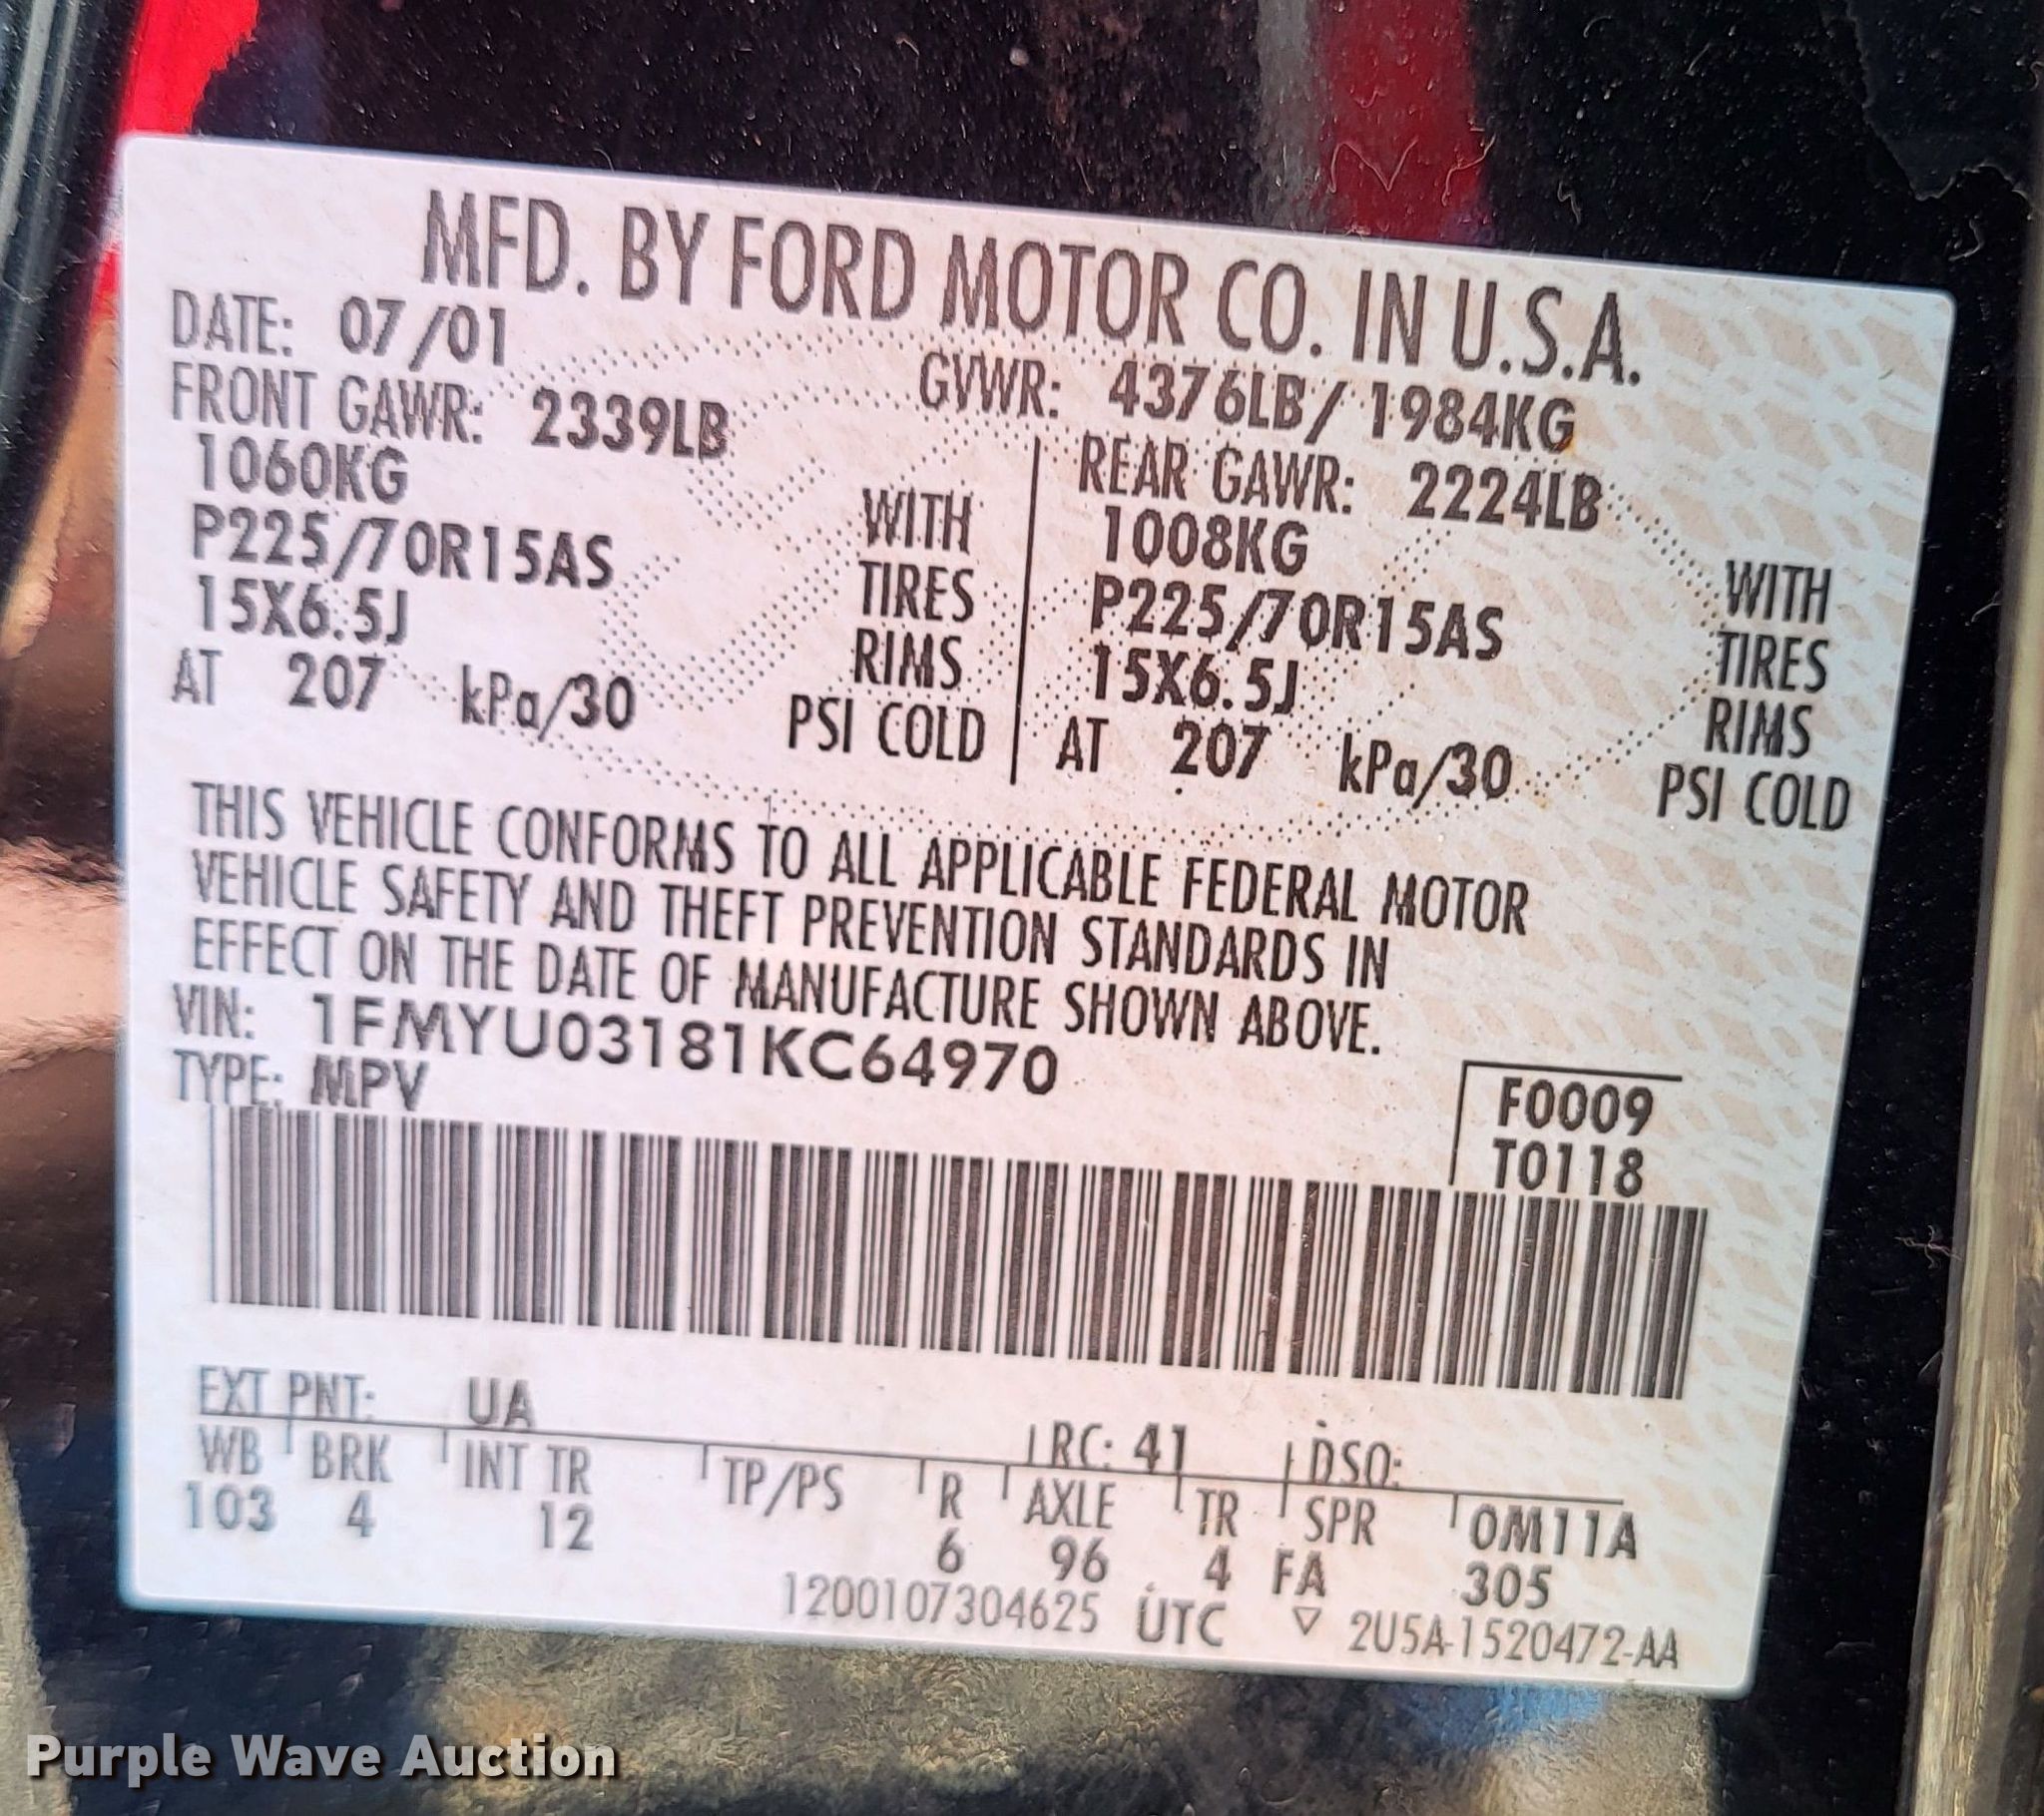 MFD. BY FORD MOTOR CO. IN U.S.A.
DATE: 07/01 GVWR: 4376LB/ 1984KG
FRONT GAWR: 2339LB REAR GAWR: 2224LB
1060KG WITH 1008KG WITH
P225/70R15AS TIRES P225/70R15AS TIRES
15X6.5J RIMS 15X6.5J RIMS
AT 207 kPa/30 PSI COLD AT 207 kPa/30 PSI COLD
THIS VEHICLE CONFORMS TO ALL APPLICABLE FEDERAL MOTOR
VEHICLE SAFETY AND THEFT PREVENTION STANDARDS IN
EFFECT ON THE DATE OF MANUFACTURE SHOWN ABOVE.
VIN: 1FMYU03181KC64970
TYPE: MPV
F0009
T0118
EXT PNT: UA RC: 41 DSO:
WB BRK INT TR TP/PS R AXLE TR SPR 0M11A
103 4 12 6 96 4 FA 305
1200107304625 UTC ▽ 2U5A-1520472-AA
Purple Wave Auction